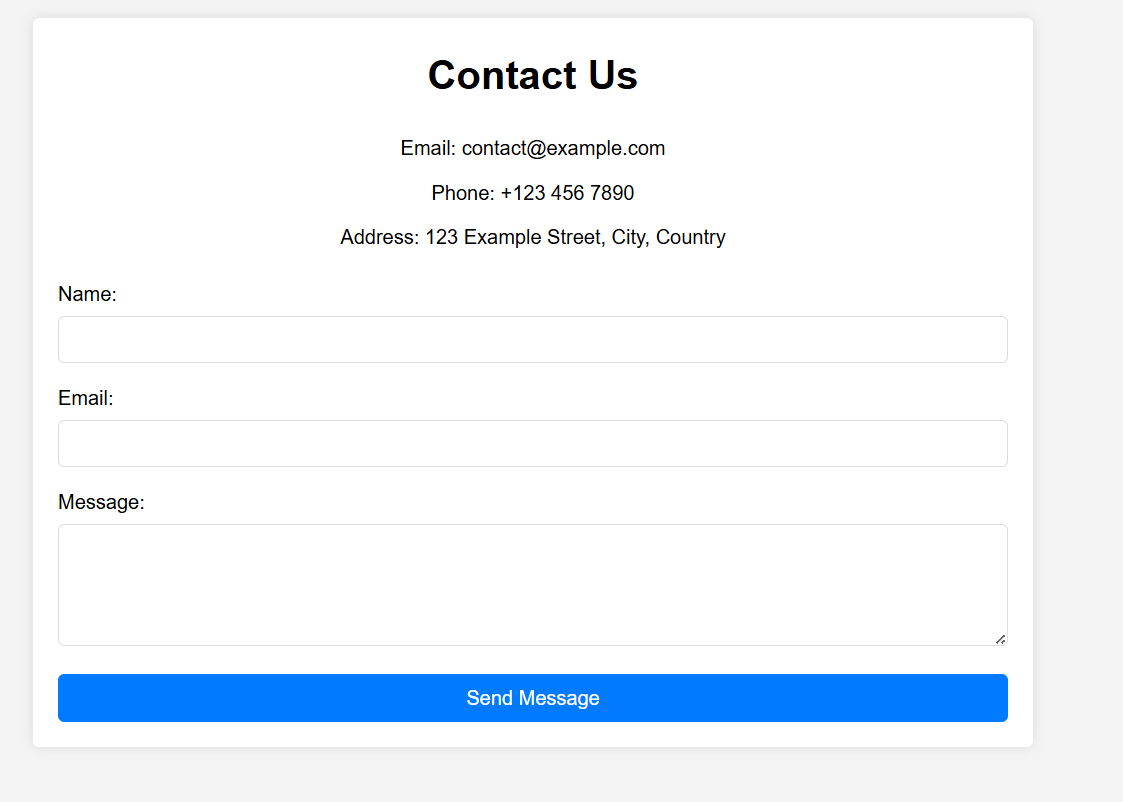 Contact Us
Email: contact@example.com
Phone: +123 456 7890
Address: 123 Example Street, City, Country
Name:
Email:
Message:
Send Message